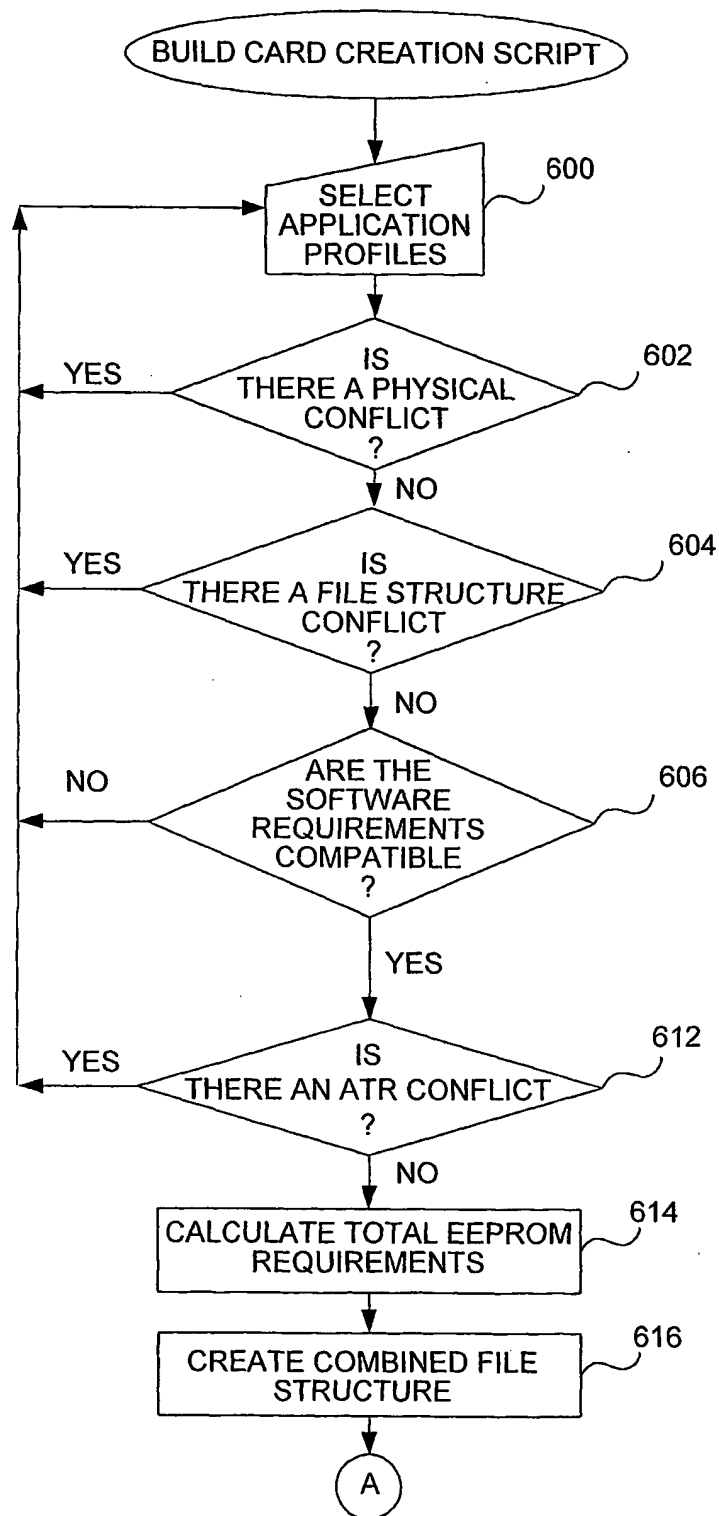 BUILD CARD CREATION SCRIPT
600
SELECT
APPLICATION
PROFILES
602
IS
THERE A PHYSICAL
CONFLICT
?
YES
NO
604
IS
THERE A FILE STRUCTURE
CONFLICT
?
YES
NO
606
ARE THE
SOFTWARE
REQUIREMENTS
COMPATIBLE
?
NO
YES
612
IS
THERE AN ATR CONFLICT
?
YES
NO
CALCULATE TOTAL EEPROM
REQUIREMENTS
614
CREATE COMBINED FILE
STRUCTURE
616
A